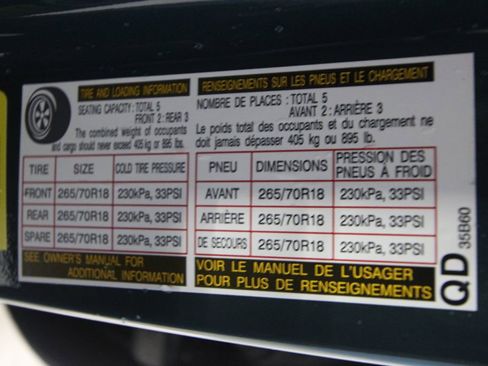 TIRE AND LOADING INFORMATION
SEATING CAPACITY: TOTAL 5
FRONT 2: REAR 3
The combined weight of occupants
and cargo should never exceed 405 kg or 895 lbs.
TIRE SIZE COLD TIRE PRESSURE
FRONT 265/70R18 230kPa, 33PSI
REAR 265/70R18 230kPa, 33PSI
SPARE 265/70R18 230kPa, 33PSI
SEE OWNER'S MANUAL FOR
ADDITIONAL INFORMATION
RENSEIGNEMENTS SUR LES PNEUS ET LE CHARGEMENT
NOMBRE DE PLACES : TOTAL 5
AVANT 2 : ARRIÈRE 3
Le poids total des occupants et du chargement ne
doit jamais dépasser 405 kg ou 895 lb.
PNEU DIMENSIONS PRESSION DES
PNEUS À FROID
AVANT 265/70R18 230kPa, 33PSI
ARRIÈRE 265/70R18 230kPa, 33PSI
DE SECOURS 265/70R18 230kPa, 33PSI
VOIR LE MANUEL DE L'USAGER
POUR PLUS DE RENSEIGNEMENTS
QD
35B60